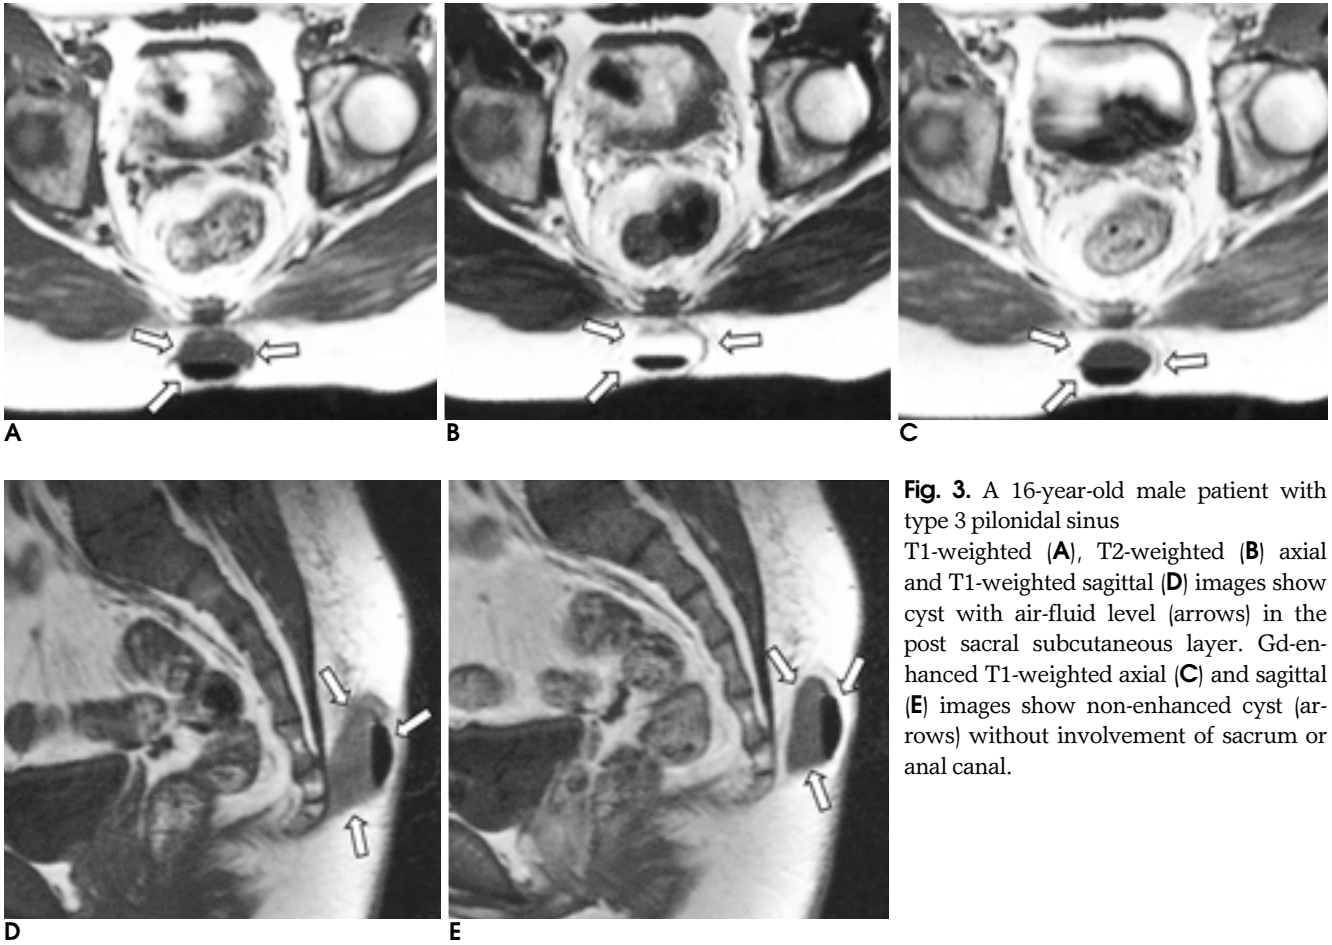 A
B
C
D
E
Fig. 3. A 16-year-old male patient with
type 3 pilonidal sinus
T1-weighted (A), T2-weighted (B) axial
and T1-weighted sagittal (D) images show
cyst with air-fluid level (arrows) in the
post sacral subcutaneous layer. Gd-en-
hanced T1-weighted axial (C) and sagittal
(E) images show non-enhanced cyst (ar-
rows) without involvement of sacrum or
anal canal.